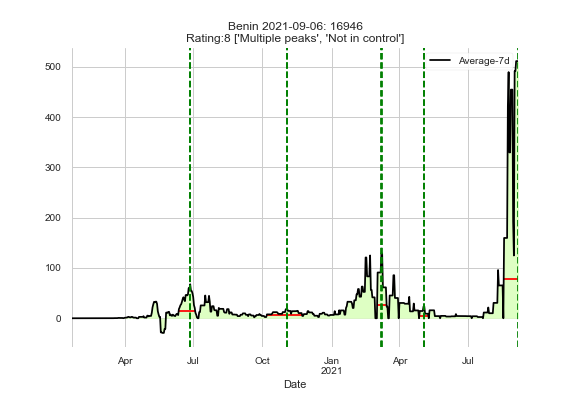 Benin 2021-09-06: 16946
Rating:8 ['Multiple peaks', 'Not in control']
Average-7d
500
400
300
200
100
0
Apr Jul Oct Jan Apr Jul
2021
Date